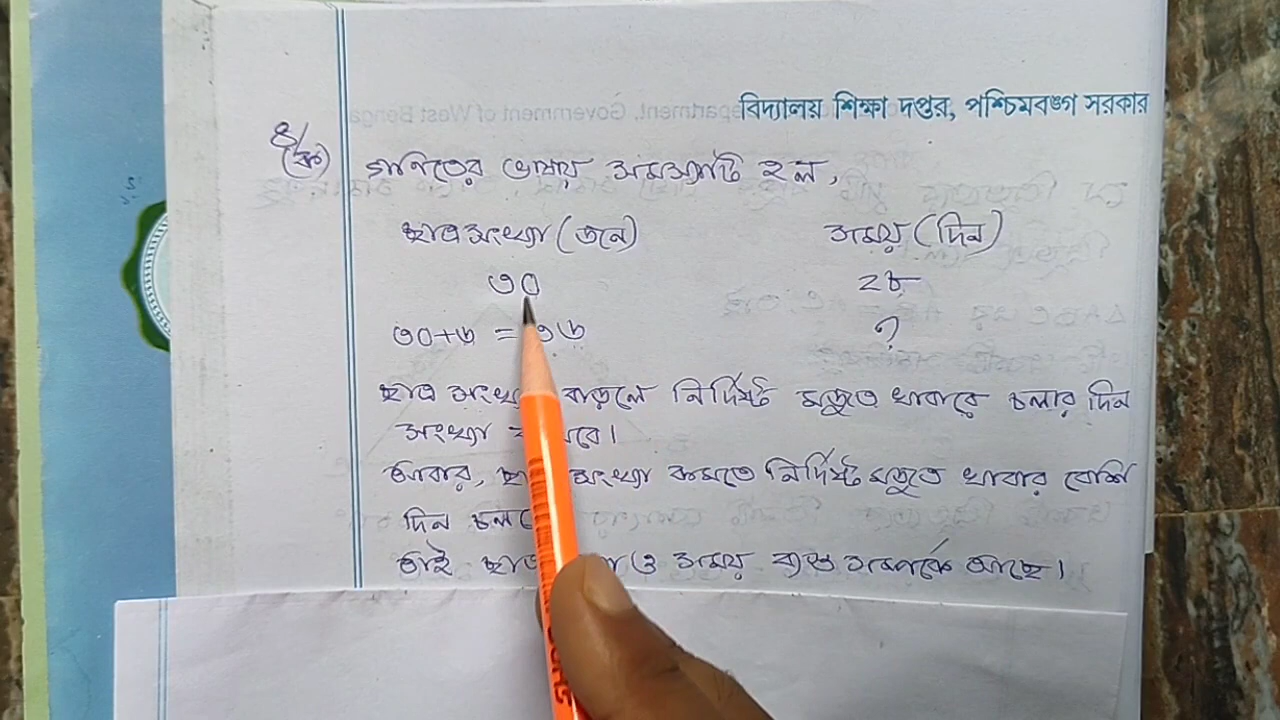 বিদ্যালয় শিক্ষা দপ্তর, পশ্চিমবঙ্গ সরকার
(ক) গণিতের ভাষায় সমস্যাটি হল,
ছাত্রসংখ্যা (জনে) সময় (দিন)
৩০ ২৮
৩০+৬ = ৩৬ ?
ছাত্র বাড়লে নির্দিষ্ট মজুত খাবারে চলার দিন
সংখ্যা
আবার, সংখ্যা কমলে নির্দিষ্ট মজুত খাবার বেশি
দিন
তাই ও সময় ব্যস্ত সম্পর্কে আছে।